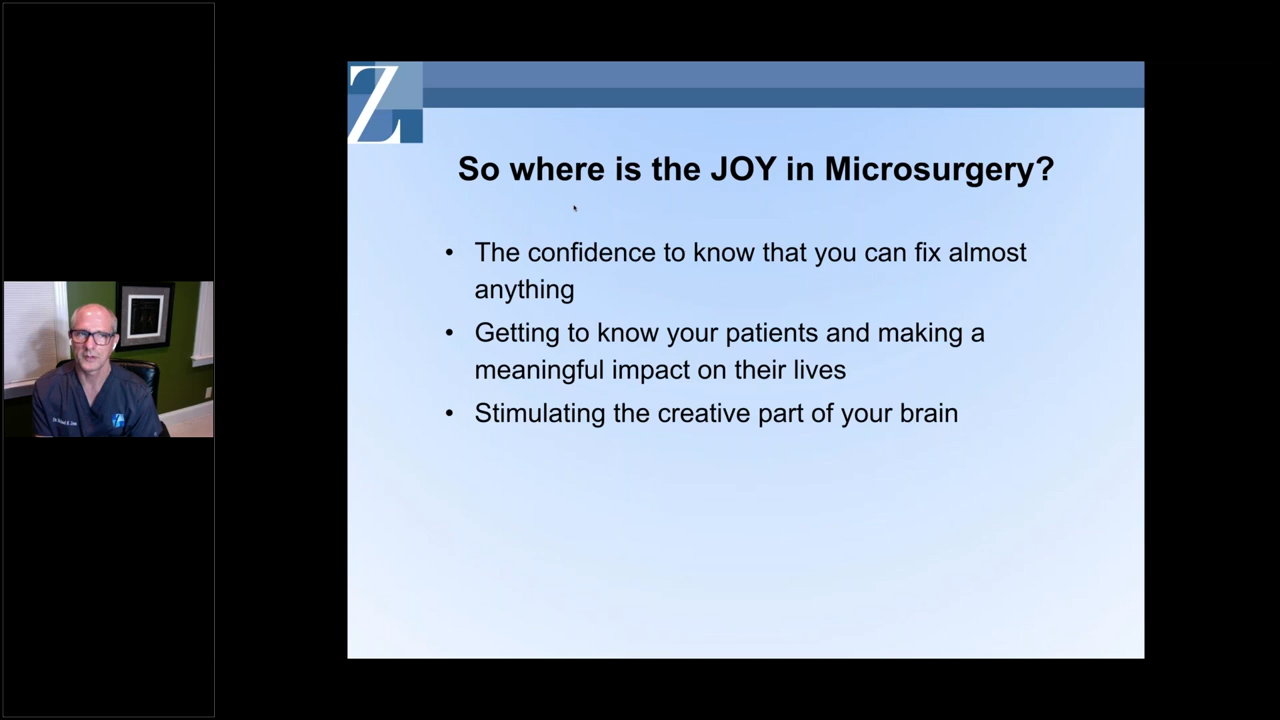 Z
So where is the JOY in Microsurgery?
• The confidence to know that you can fix almost
anything
• Getting to know your patients and making a
meaningful impact on their lives
• Stimulating the creative part of your brain